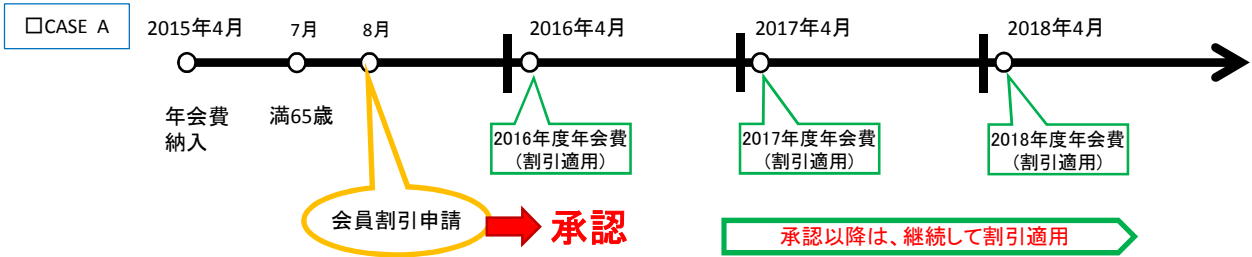 □CASE A
2015年4月
7月
8月
2016年4月
2017年4月
2018年4月
年会費
納入
満65歳
2016年度年会費
(割引適用)
2017年度年会費
(割引適用)
2018年度年会費
(割引適用)
会員割引申請
承認
承認以降は、継続して割引適用